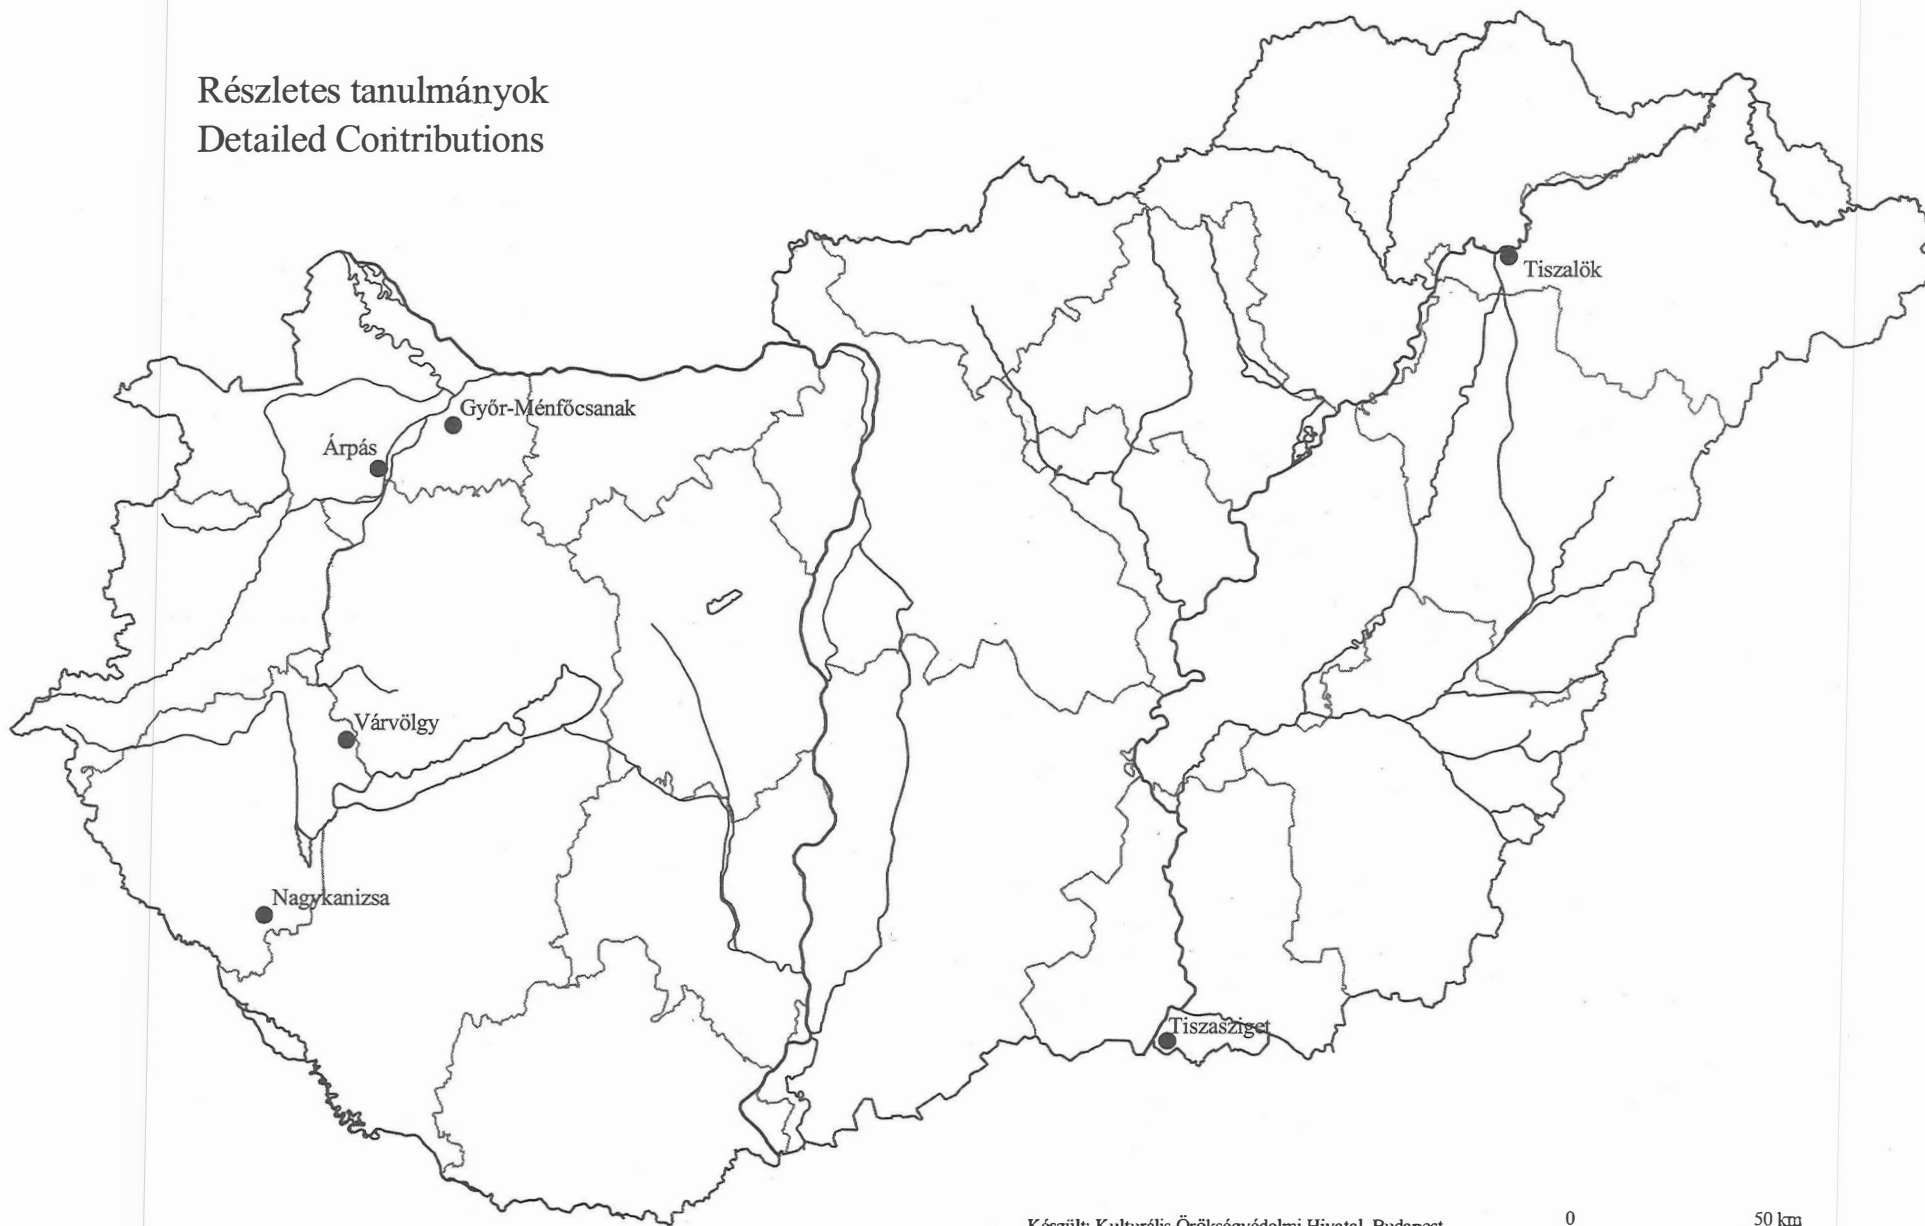 Részletes tanulmányok
Detailed Contributions
Tiszalök
Győr-Ménfőcsanak
Árpás
Várvölgy
Nagykanizsa
Tiszasziget
Készült: Kulturális Örökségvédelmi Hivatal, Budapest
0 50 km